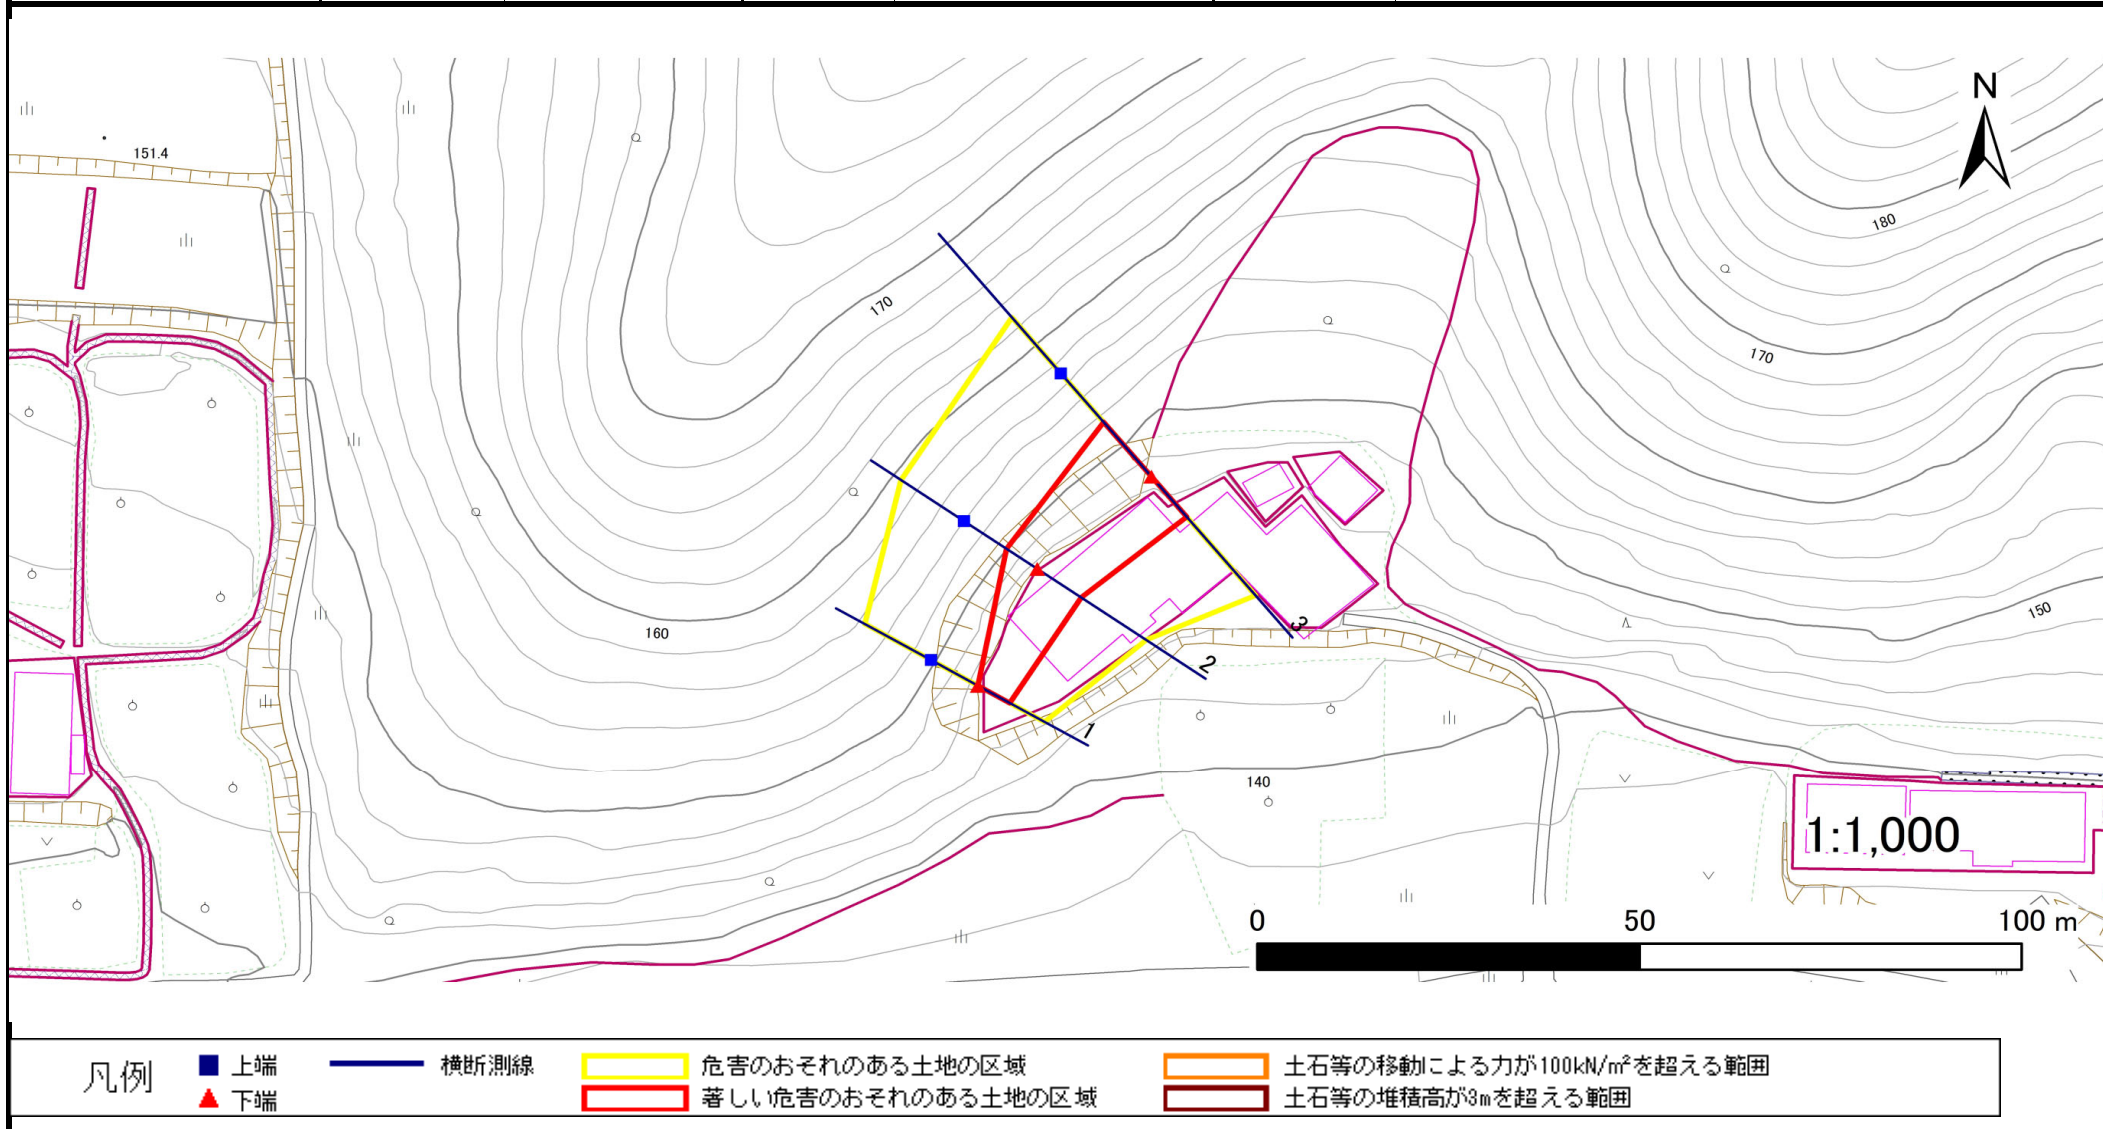 N
151.4
180
170
170
150
160
3
2
1
140
1:1,000
0 50 100 m
凡例
上端
横断測線
危害のおそれのある土地の区域
土石等の移動による力が100kN/m²を超える範囲
下端
著しい危害のおそれのある土地の区域
土石等の堆積高が3mを超える範囲